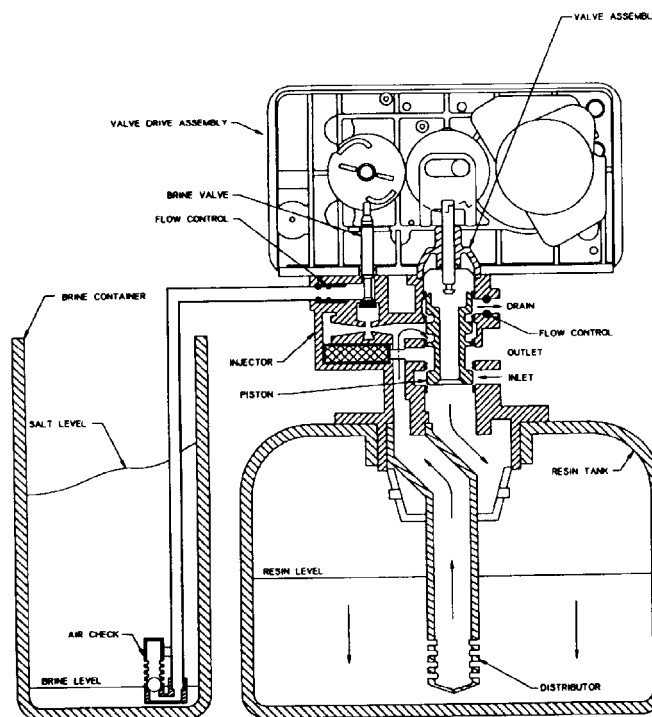 VALVE ASSEMBLY
VALVE DRIVE ASSEMBLY
BRINE VALVE
FLOW CONTROL
BRINE CONTAINER
DRAIN
FLOW CONTROL
INJECTOR
OUTLET
INLET
PISTON
SALT LEVEL
RESIN TANK
RESIN LEVEL
AIR CHECK
BRINE LEVEL
DISTRIBUTOR